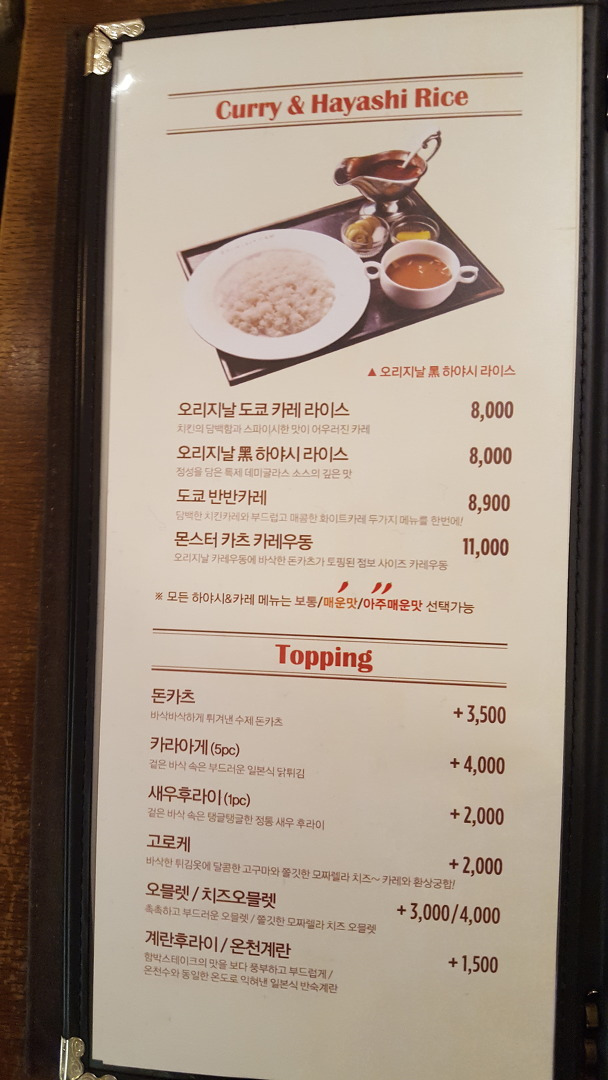 Curry & Hayashi Rice
▲ 오리지날 黑 하야시 라이스
오리지날 도쿄 카레 라이스 8,000
치킨의 담백함과 스파이시한 맛이 어우러진 카레
오리지날 黑 하야시 라이스 8,000
정성을 담은 특제 데미글라스 소스의 깊은 맛
도쿄 반반카레 8,900
담백한 치킨카레와 부드럽고 매콤한 화이트카레 두가지 메뉴를 한번에!
몬스터 카츠 카레우동 11,000
오리지날 카레우동에 바삭한 돈카츠가 토핑된 점보 사이즈 카레우동
※ 모든 하야시&카레 메뉴는 보통/매운맛/아주매운맛 선택가능
Topping
돈카츠 + 3,500
바삭바삭하게 튀겨낸 수제 돈카츠
카라아게 (5pc) + 4,000
겉은 바삭 속은 부드러운 일본식 닭튀김
새우후라이 (1pc) + 2,000
겉은 바삭 속은 탱글탱글한 정통 새우 후라이
고로케 + 2,000
바삭한 튀김옷에 달콤한 고구마와 쫄깃한 모짜렐라 치즈~ 카레와 환상궁합!
오믈렛 / 치즈오믈렛 + 3,000/4,000
촉촉하고 부드러운 오믈렛 / 쫄깃한 모짜렐라 치즈 오믈렛
계란후라이 / 온천계란 + 1,500
함박스테이크의 맛을 보다 풍부하고 부드럽게 /
온천수와 동일한 온도로 익혀낸 일본식 반숙계란